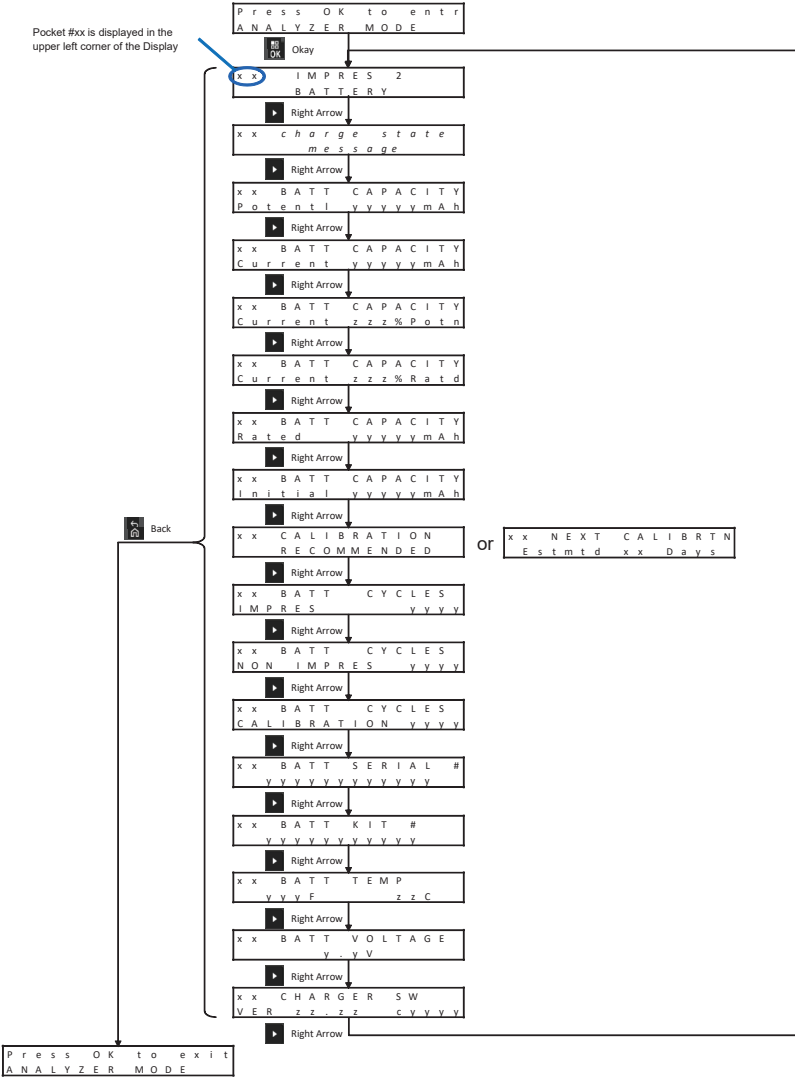 Press OK to entr
ANALYZER MODE
Pocket #xx is displayed in the
upper left corner of the Display
OK Okay
xx IMPRES 2
BATTERY
Right Arrow
xx charge state
message
Right Arrow
xx BATT CAPACITY
Potentl yyyyymAh
Right Arrow
xx BATT CAPACITY
Current yyyyymAh
Right Arrow
xx BATT CAPACITY
Current zzz%Potn
Right Arrow
xx BATT CAPACITY
Current zzz%Ratd
Right Arrow
xx BATT CAPACITY
Rated yyyyymAh
Right Arrow
xx BATT CAPACITY
Initial yyyyymAh
Right Arrow
Back
xx CALIBRATION
RECOMMENDED
or
xx NEXT CALIBRTN
Estmtd xx Days
Right Arrow
xx BATT CYCLES
IMPRES yyyy
Right Arrow
xx BATT CYCLES
NON IMPRES yyyy
Right Arrow
xx BATT CYCLES
CALIBRATION yyyy
Right Arrow
xx BATT SERIAL #
yyyyyyyyyyyy
Right Arrow
xx BATT KIT #
yyyyyyyyyyy
Right Arrow
xx BATT TEMP
yyyF zzC
Right Arrow
xx BATT VOLTAGE
y.yV
Right Arrow
xx CHARGER SW
VER zz.zz cyyyy
Right Arrow
Press OK to exit
ANALYZER MODE